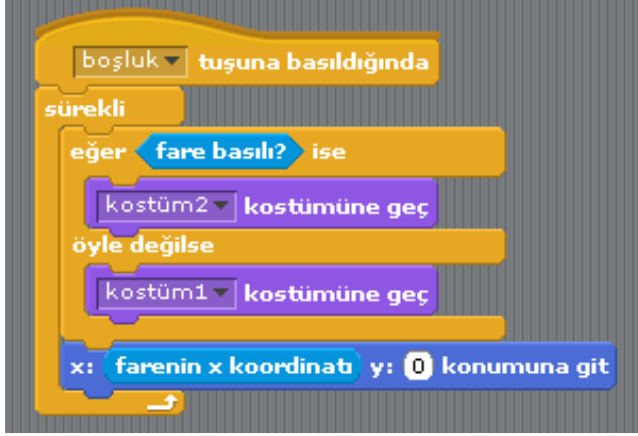 boşluk tuşuna basıldığında
sürekli
eğer fare basılı? ise
kostüm2 kostümüne geç
öyle değilse
kostüm1 kostümüne geç
x: farenin x koordinatı y: 0 konumuna git